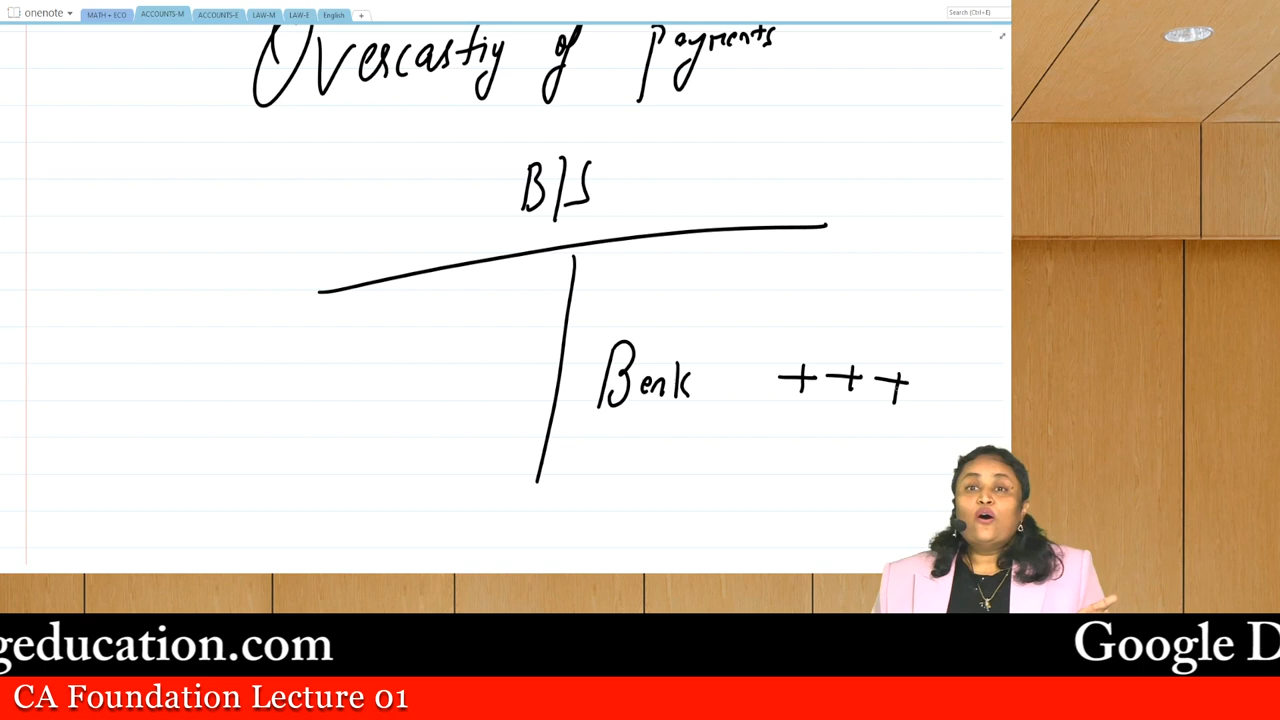 onenote
MATH + ECO
ACCOUNTS-M
ACCOUNTS-E
LAW-M
LAW-E
English
+
Search (Ctrl+E)
Overcastig of Payments
B/S
Bank +++
geducation.com
Google D
CA Foundation Lecture 01